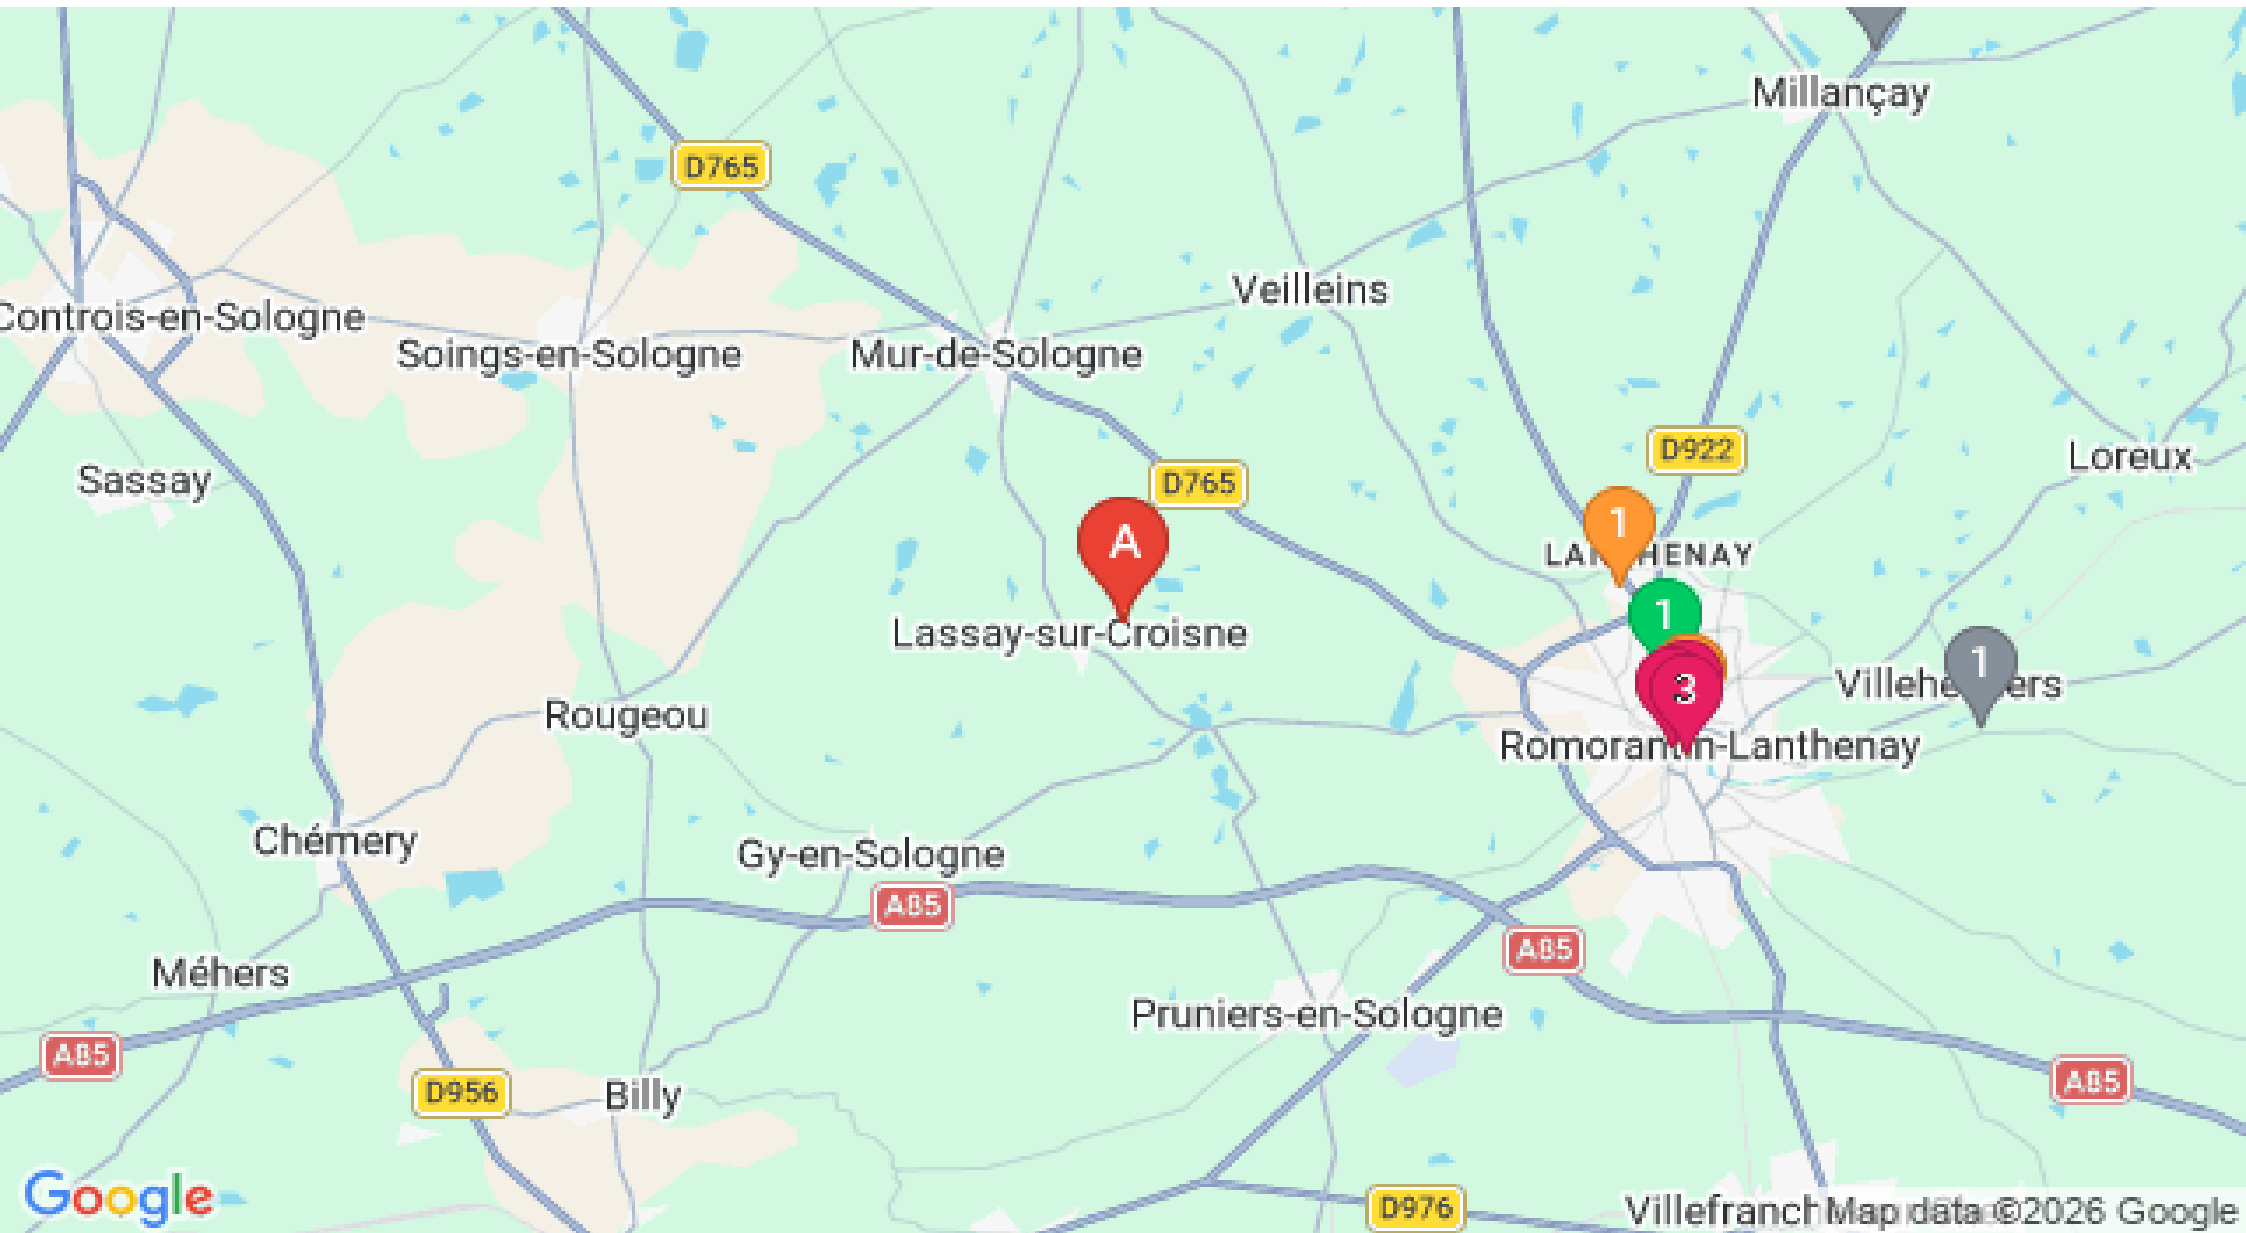 Millançay
D765
Veilleins
Controis-en-Sologne
Soings-en-Sologne
Mur-de-Sologne
D922
Loreux
Sassay
D765
1
A
1
Lassay-sur-Croisne
1
3
Rougeou
Romorantin-Lanthenay
Chémery
Gy-en-Sologne
A85
A85
Méhers
Pruniers-en-Sologne
A85
A85
D956
Billy
Google
D976
Map data ©2026 Google